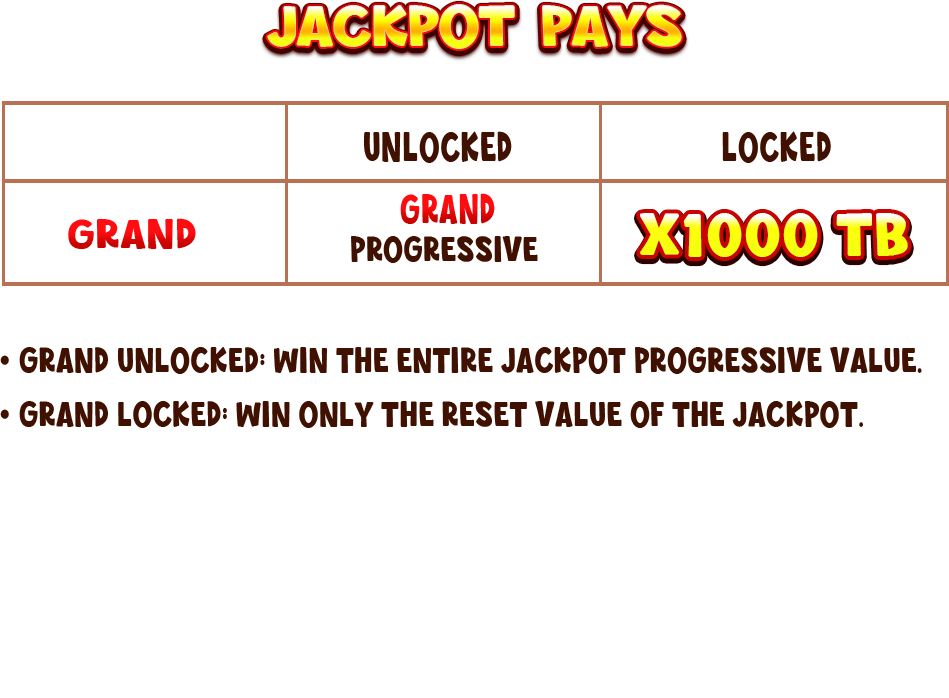 JACKPOT PAYS
UNLOCKED LOCKED
GRAND GRAND PROGRESSIVE X1000 TB
• GRAND UNLOCKED: WIN THE ENTIRE JACKPOT PROGRESSIVE VALUE.
• GRAND LOCKED: WIN ONLY THE RESET VALUE OF THE JACKPOT.